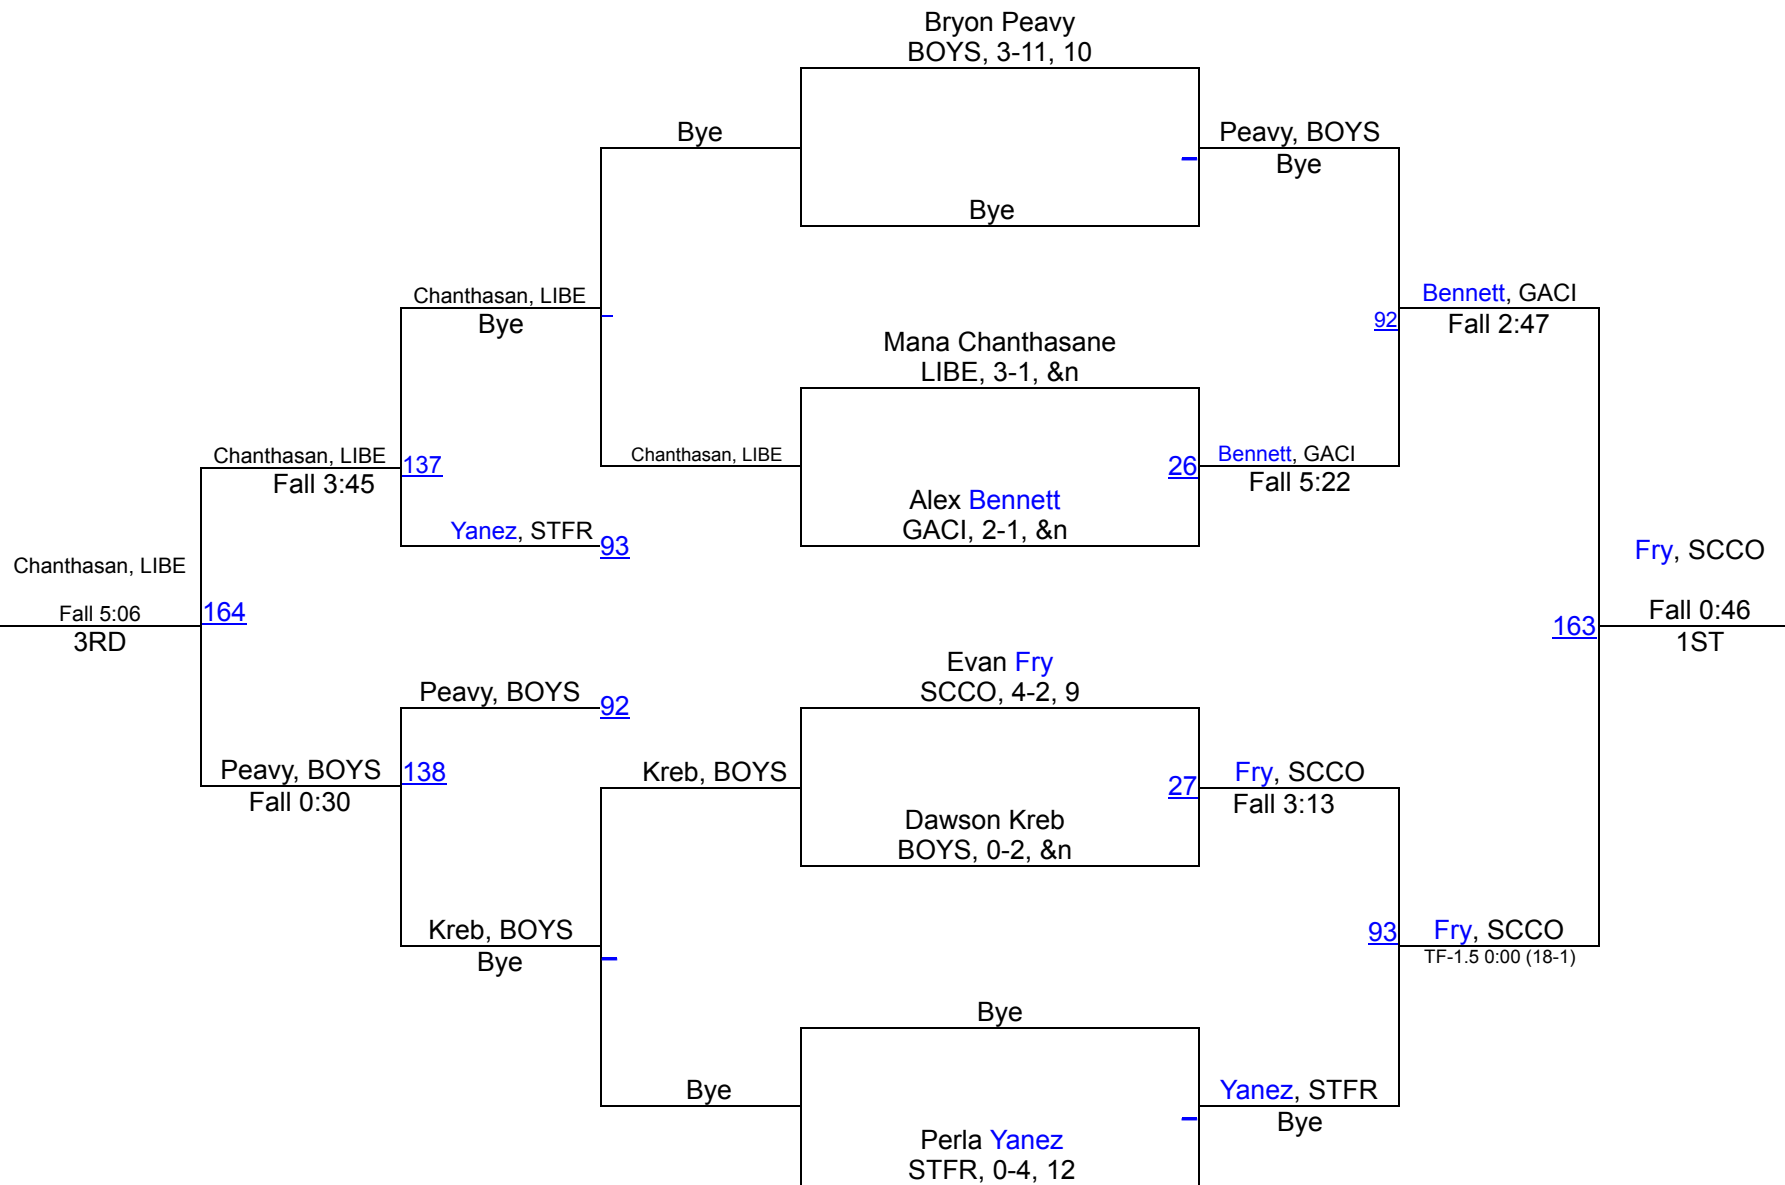 Bryon Peavy
BOYS, 3-11, 10
Bye
Peavy, BOYS
Bye
Bye
Chanthasan, LIBE
Bye
Bennett, GACI
92
Fall 2:47
Mana Chanthasane
LIBE, 3-1, &n
Chanthasan, LIBE
137
Fall 3:45
Chanthasan, LIBE
26
Bennett, GACI
Fall 5:22
Alex Bennett
GACI, 2-1, &n
Yanez, STFR
93
Chanthasan, LIBE
Fall 5:06
164
3RD
Fry, SCCO
Fall 0:46
163
1ST
Evan Fry
SCCO, 4-2, 9
Peavy, BOYS
92
Peavy, BOYS
138
Fall 0:30
Kreb, BOYS
27
Fry, SCCO
Fall 3:13
Dawson Kreb
BOYS, 0-2, &n
Kreb, BOYS
Bye
93
Fry, SCCO
TF-1.5 0:00 (18-1)
Bye
Bye
Yanez, STFR
Bye
Perla Yanez
STFR, 0-4, 12